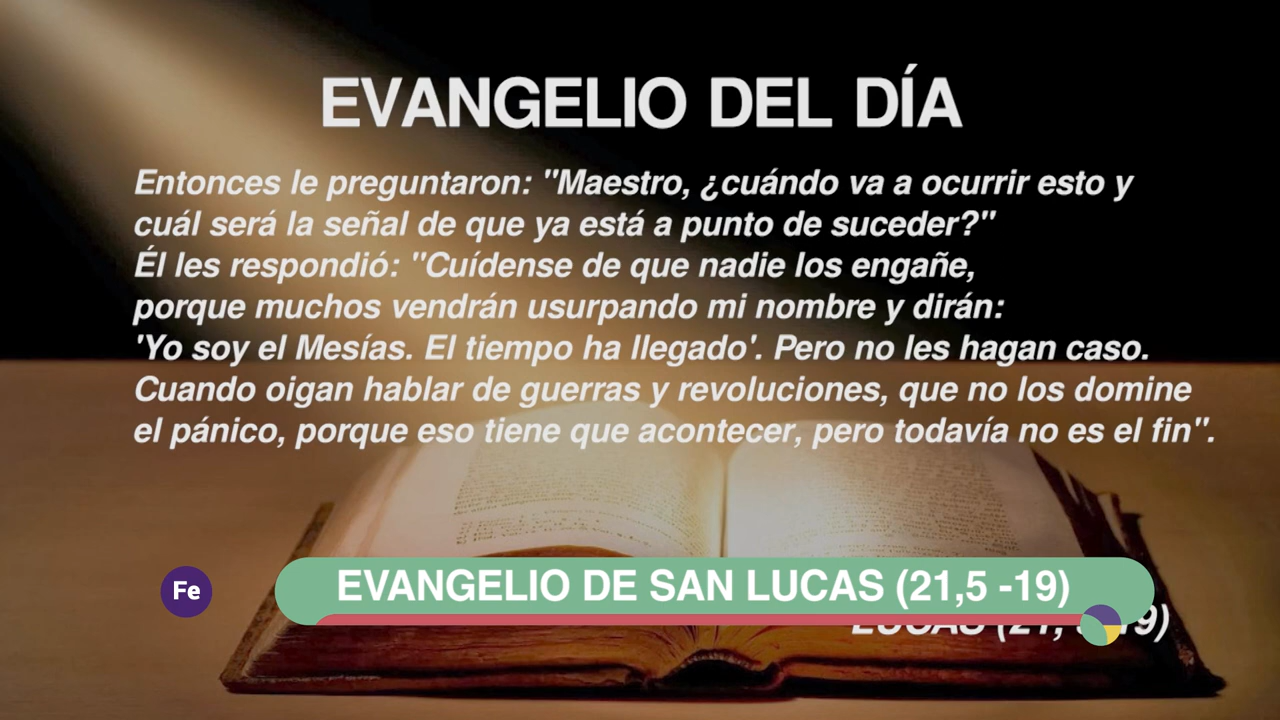 EVANGELIO DEL DÍA
Entonces le preguntaron: "Maestro, ¿cuándo va a ocurrir esto y
cuál será la señal de que ya está a punto de suceder?"
Él les respondió: "Cuídense de que nadie los engañe,
porque muchos vendrán usurpando mi nombre y dirán:
'Yo soy el Mesías. El tiempo ha llegado'. Pero no les hagan caso.
Cuando oigan hablar de guerras y revoluciones, que no los domine
el pánico, porque eso tiene que acontecer, pero todavía no es el fin".
Fe
EVANGELIO DE SAN LUCAS (21,5 -19)
LUCAS (21, 19)